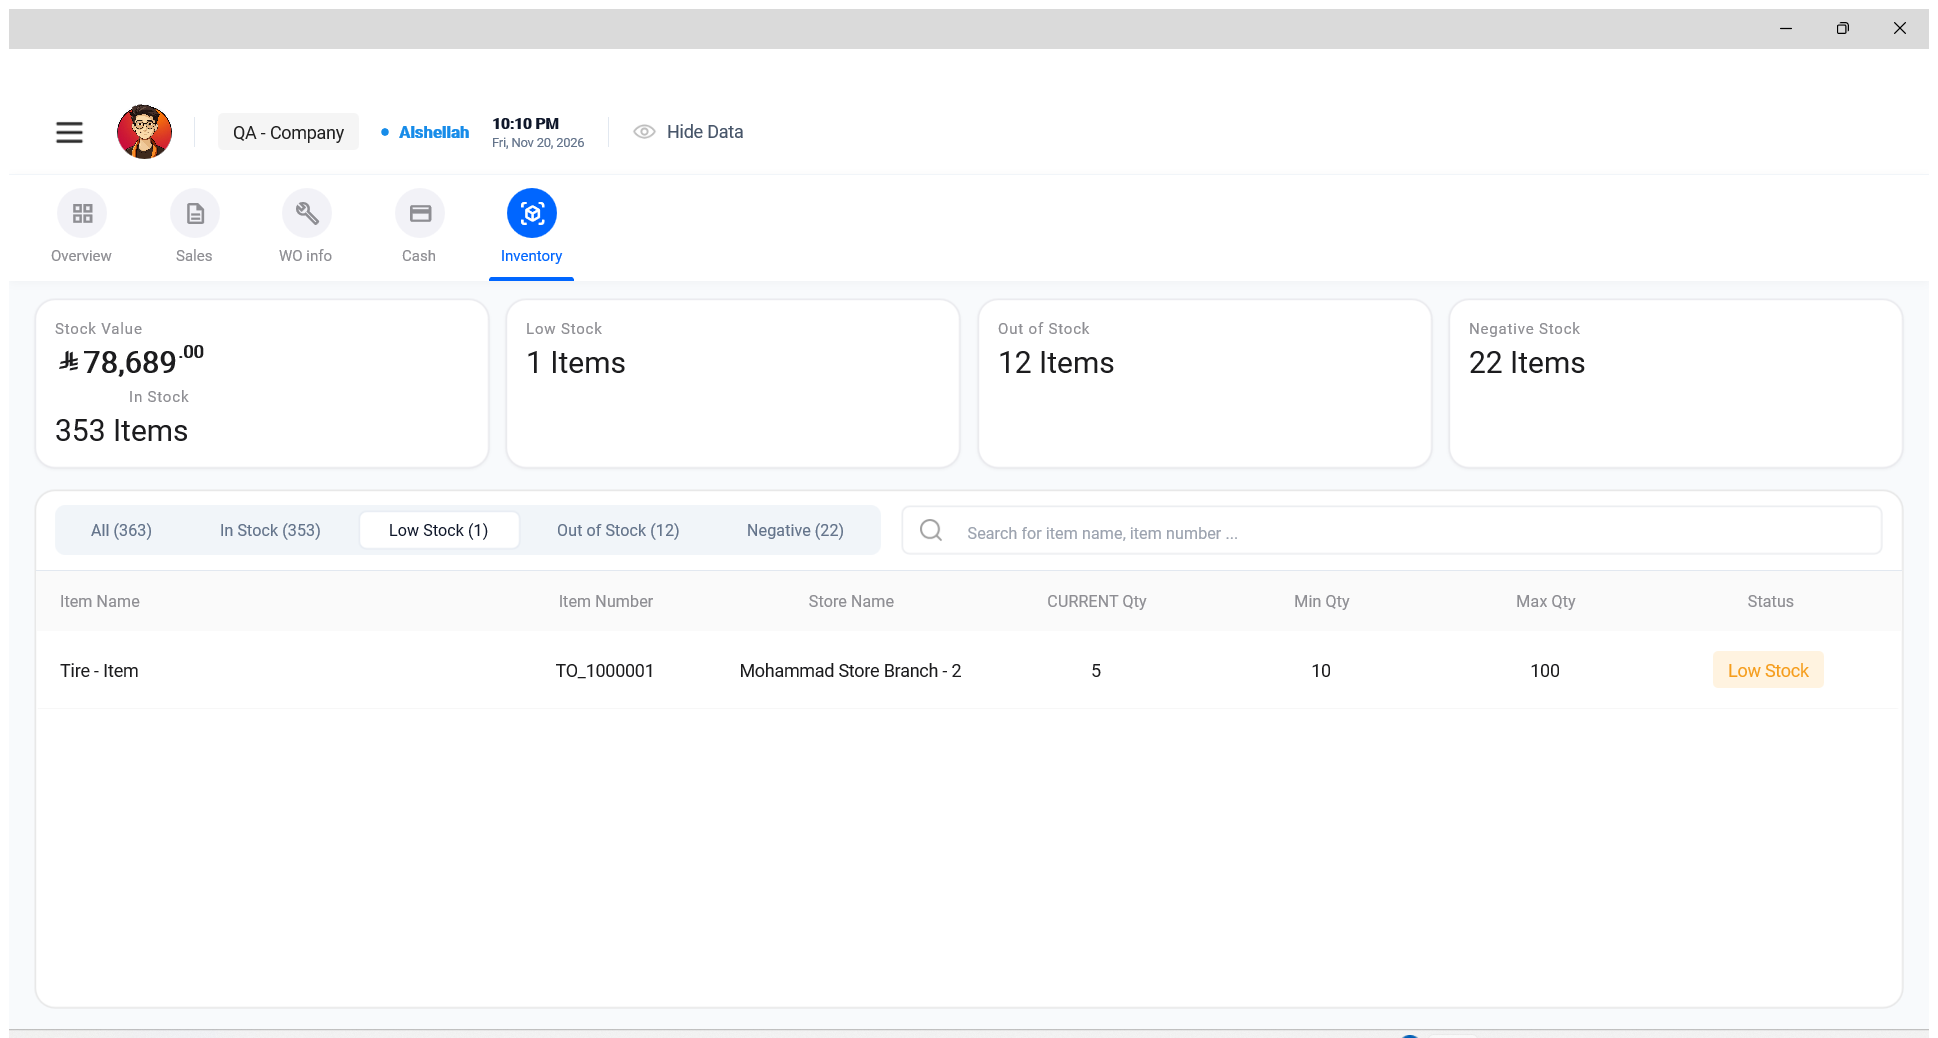 QA - Company
Alshellah
10:10 PM
Fri, Nov 20, 2026
Hide Data
Overview
Sales
WO info
Cash
Inventory
Stock Value
78,689.00
In Stock
353 Items
Low Stock
1 Items
Out of Stock
12 Items
Negative Stock
22 Items
All (363)
In Stock (353)
Low Stock (1)
Out of Stock (12)
Negative (22)
Search for item name, item number ...
Item Name Item Number Store Name CURRENT Qty Min Qty Max Qty Status
Tire - Item TO_1000001 Mohammad Store Branch - 2 5 10 100 Low Stock